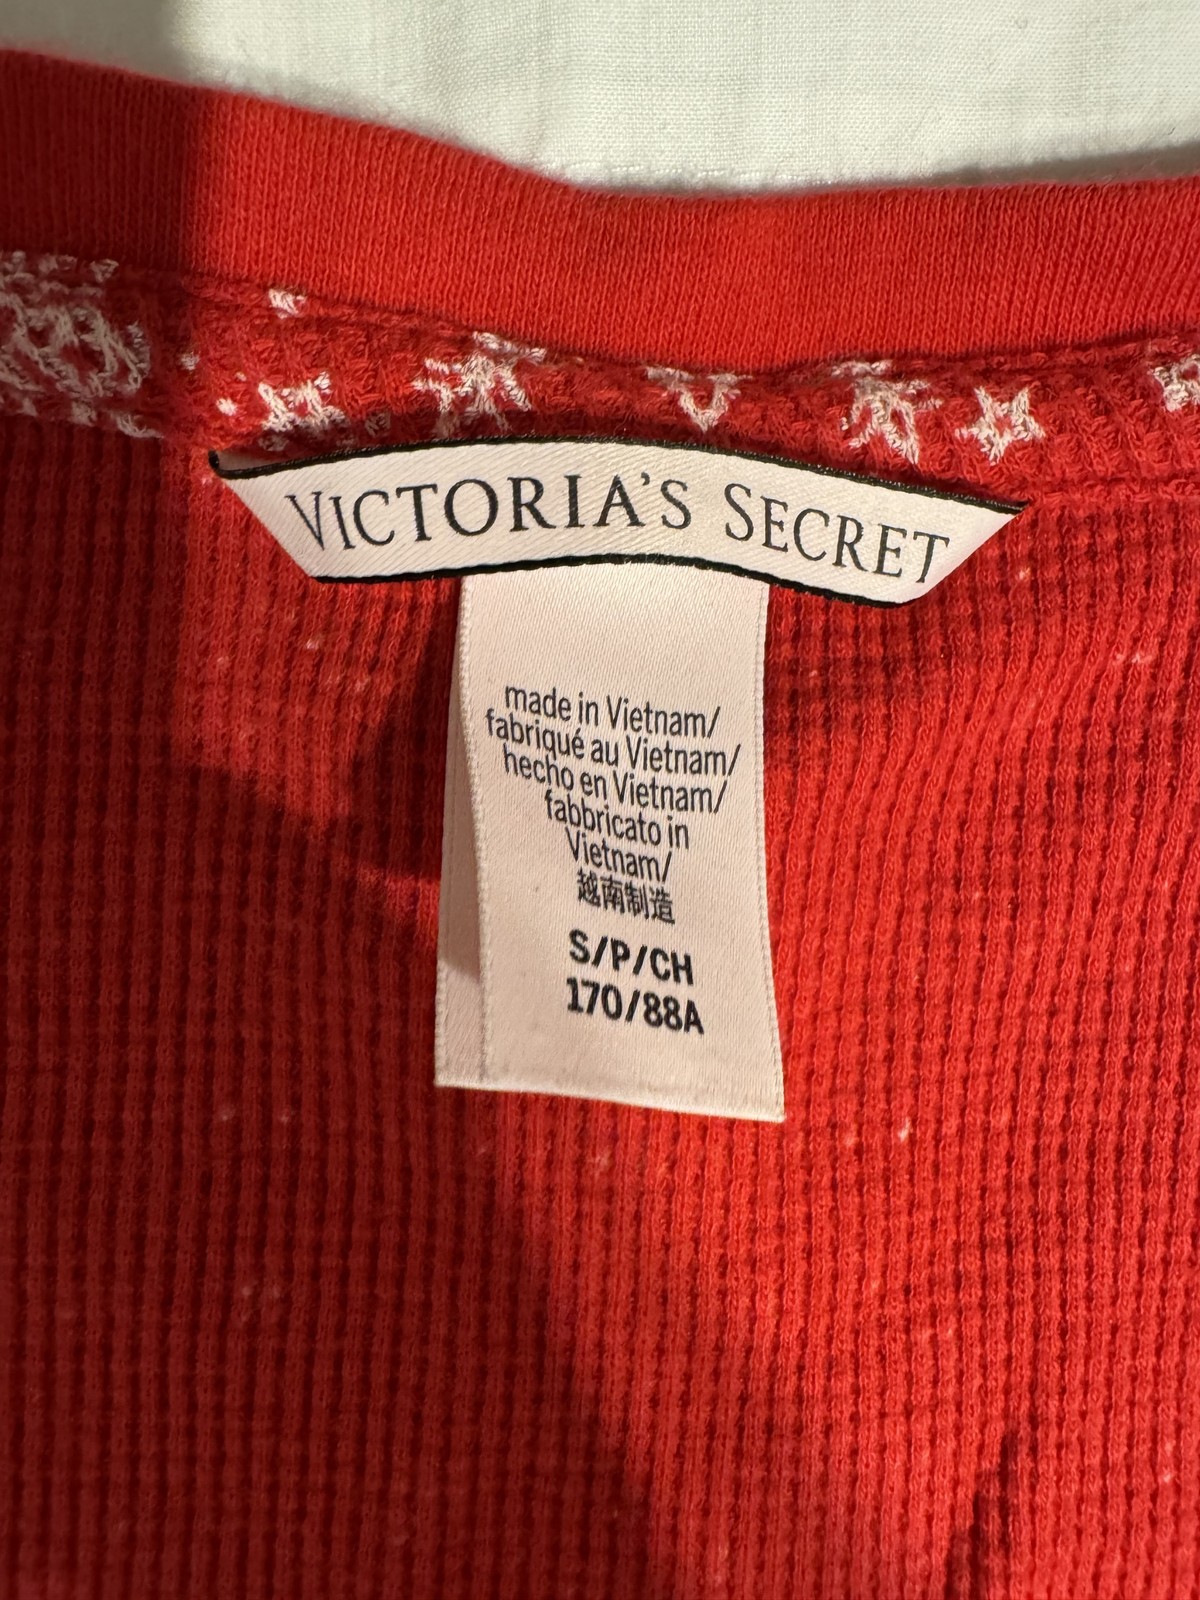 VICTORIA'S SECRET
made in Vietnam/
fabriqué au Vietnam/
hecho en Vietnam/
fabbricato in
Vietnam/
越南制造
S/P/CH
170/88A